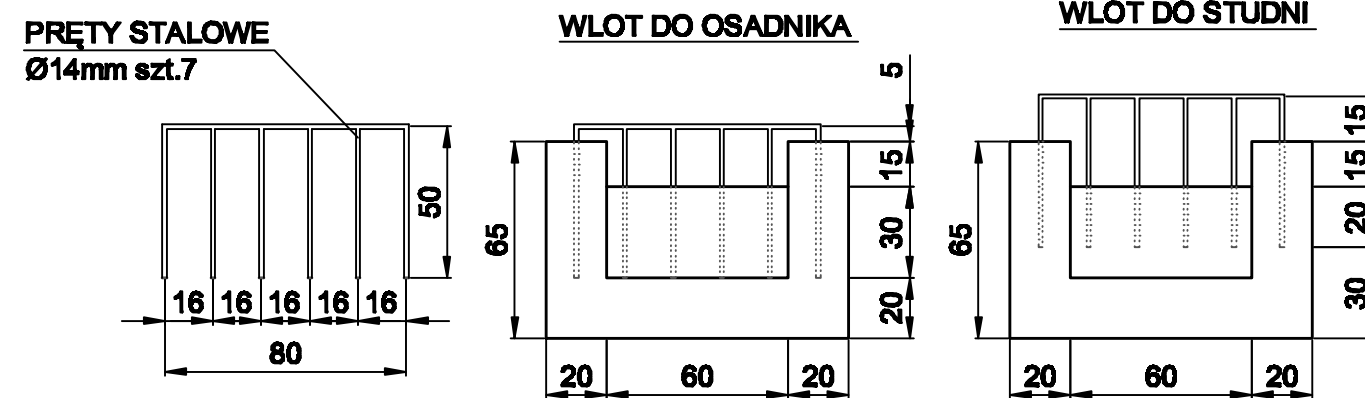 PRĘTY STALOWE
Ø14mm szt.7
50
16 16 16 16 16
80
WLOT DO OSADNIKA
5
15
30
20
65
20 60 20
WLOT DO STUDNI
15
15
20
30
65
20 60 20